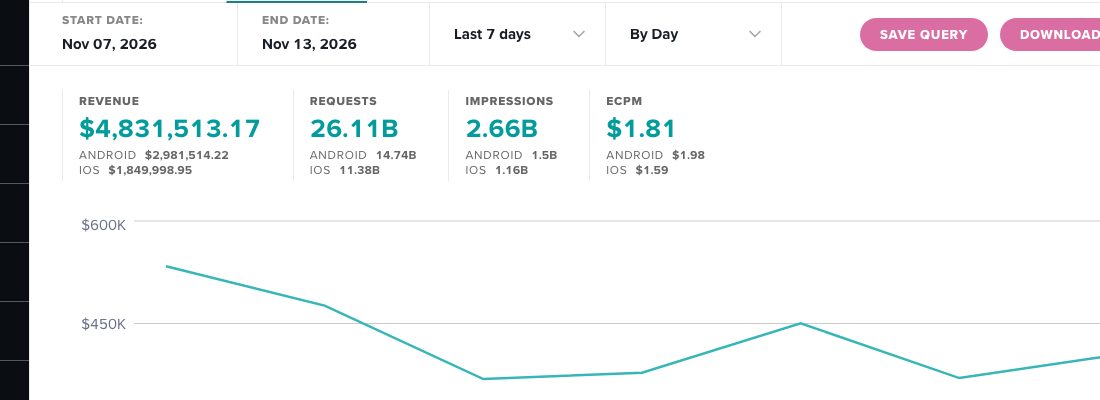 START DATE:
Nov 07, 2026
END DATE:
Nov 13, 2026
Last 7 days
By Day
SAVE QUERY
DOWNLOAD
REVENUE
$4,831,513.17
ANDROID $2,981,514.22
IOS $1,849,998.95
REQUESTS
26.11B
ANDROID 14.74B
IOS 11.38B
IMPRESSIONS
2.66B
ANDROID 1.5B
IOS 1.16B
ECPM
$1.81
ANDROID $1.98
IOS $1.59
$600K
$450K